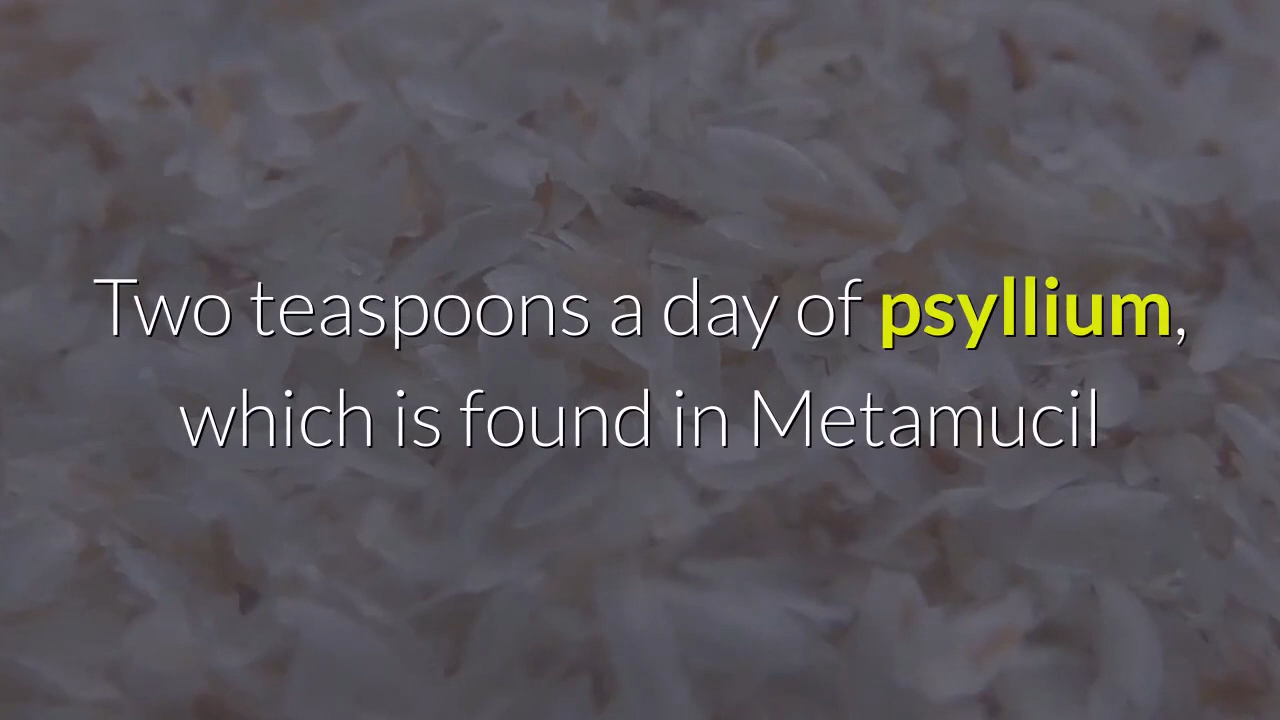 Two teaspoons a day of psyllium,
which is found in Metamucil